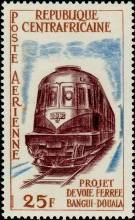 REPUBLIQUE
CENTRAFRICAINE
POSTE AERIENNE
PROJET
DE VOIE FERREE
BANGUI-DOUALA
25F